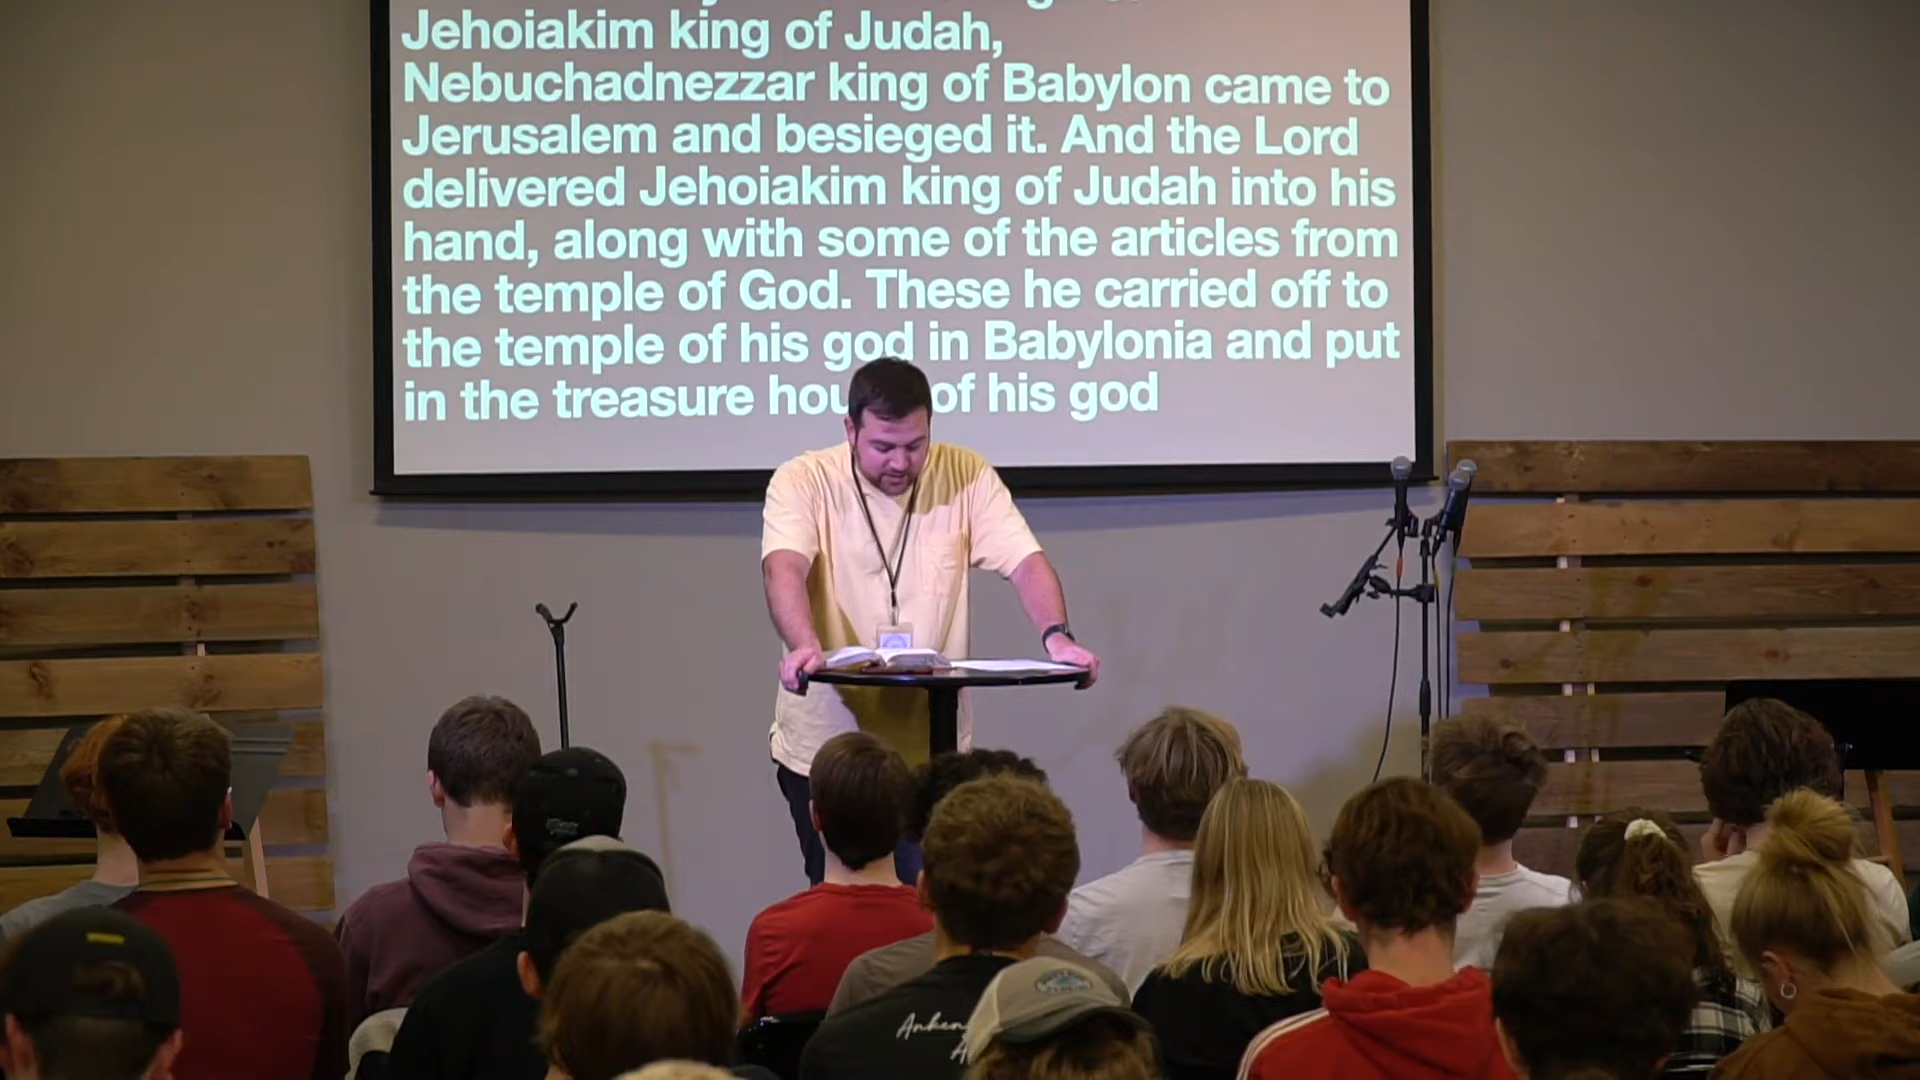 Jehoiakim king of Judah,
Nebuchadnezzar king of Babylon came to
Jerusalem and besieged it. And the Lord
delivered Jehoiakim king of Judah into his
hand, along with some of the articles from
the temple of God. These he carried off to
the temple of his god in Babylonia and put
in the treasure hou of his god